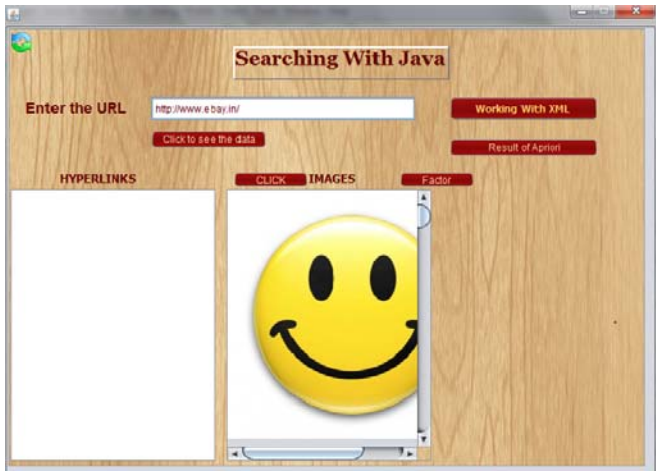 Searching With Java
Enter the URL
http://www.ebay.in/
Working With XML
Click to see the data
Result of Apriori
HYPERLINKS
CLICK
IMAGES
Factor